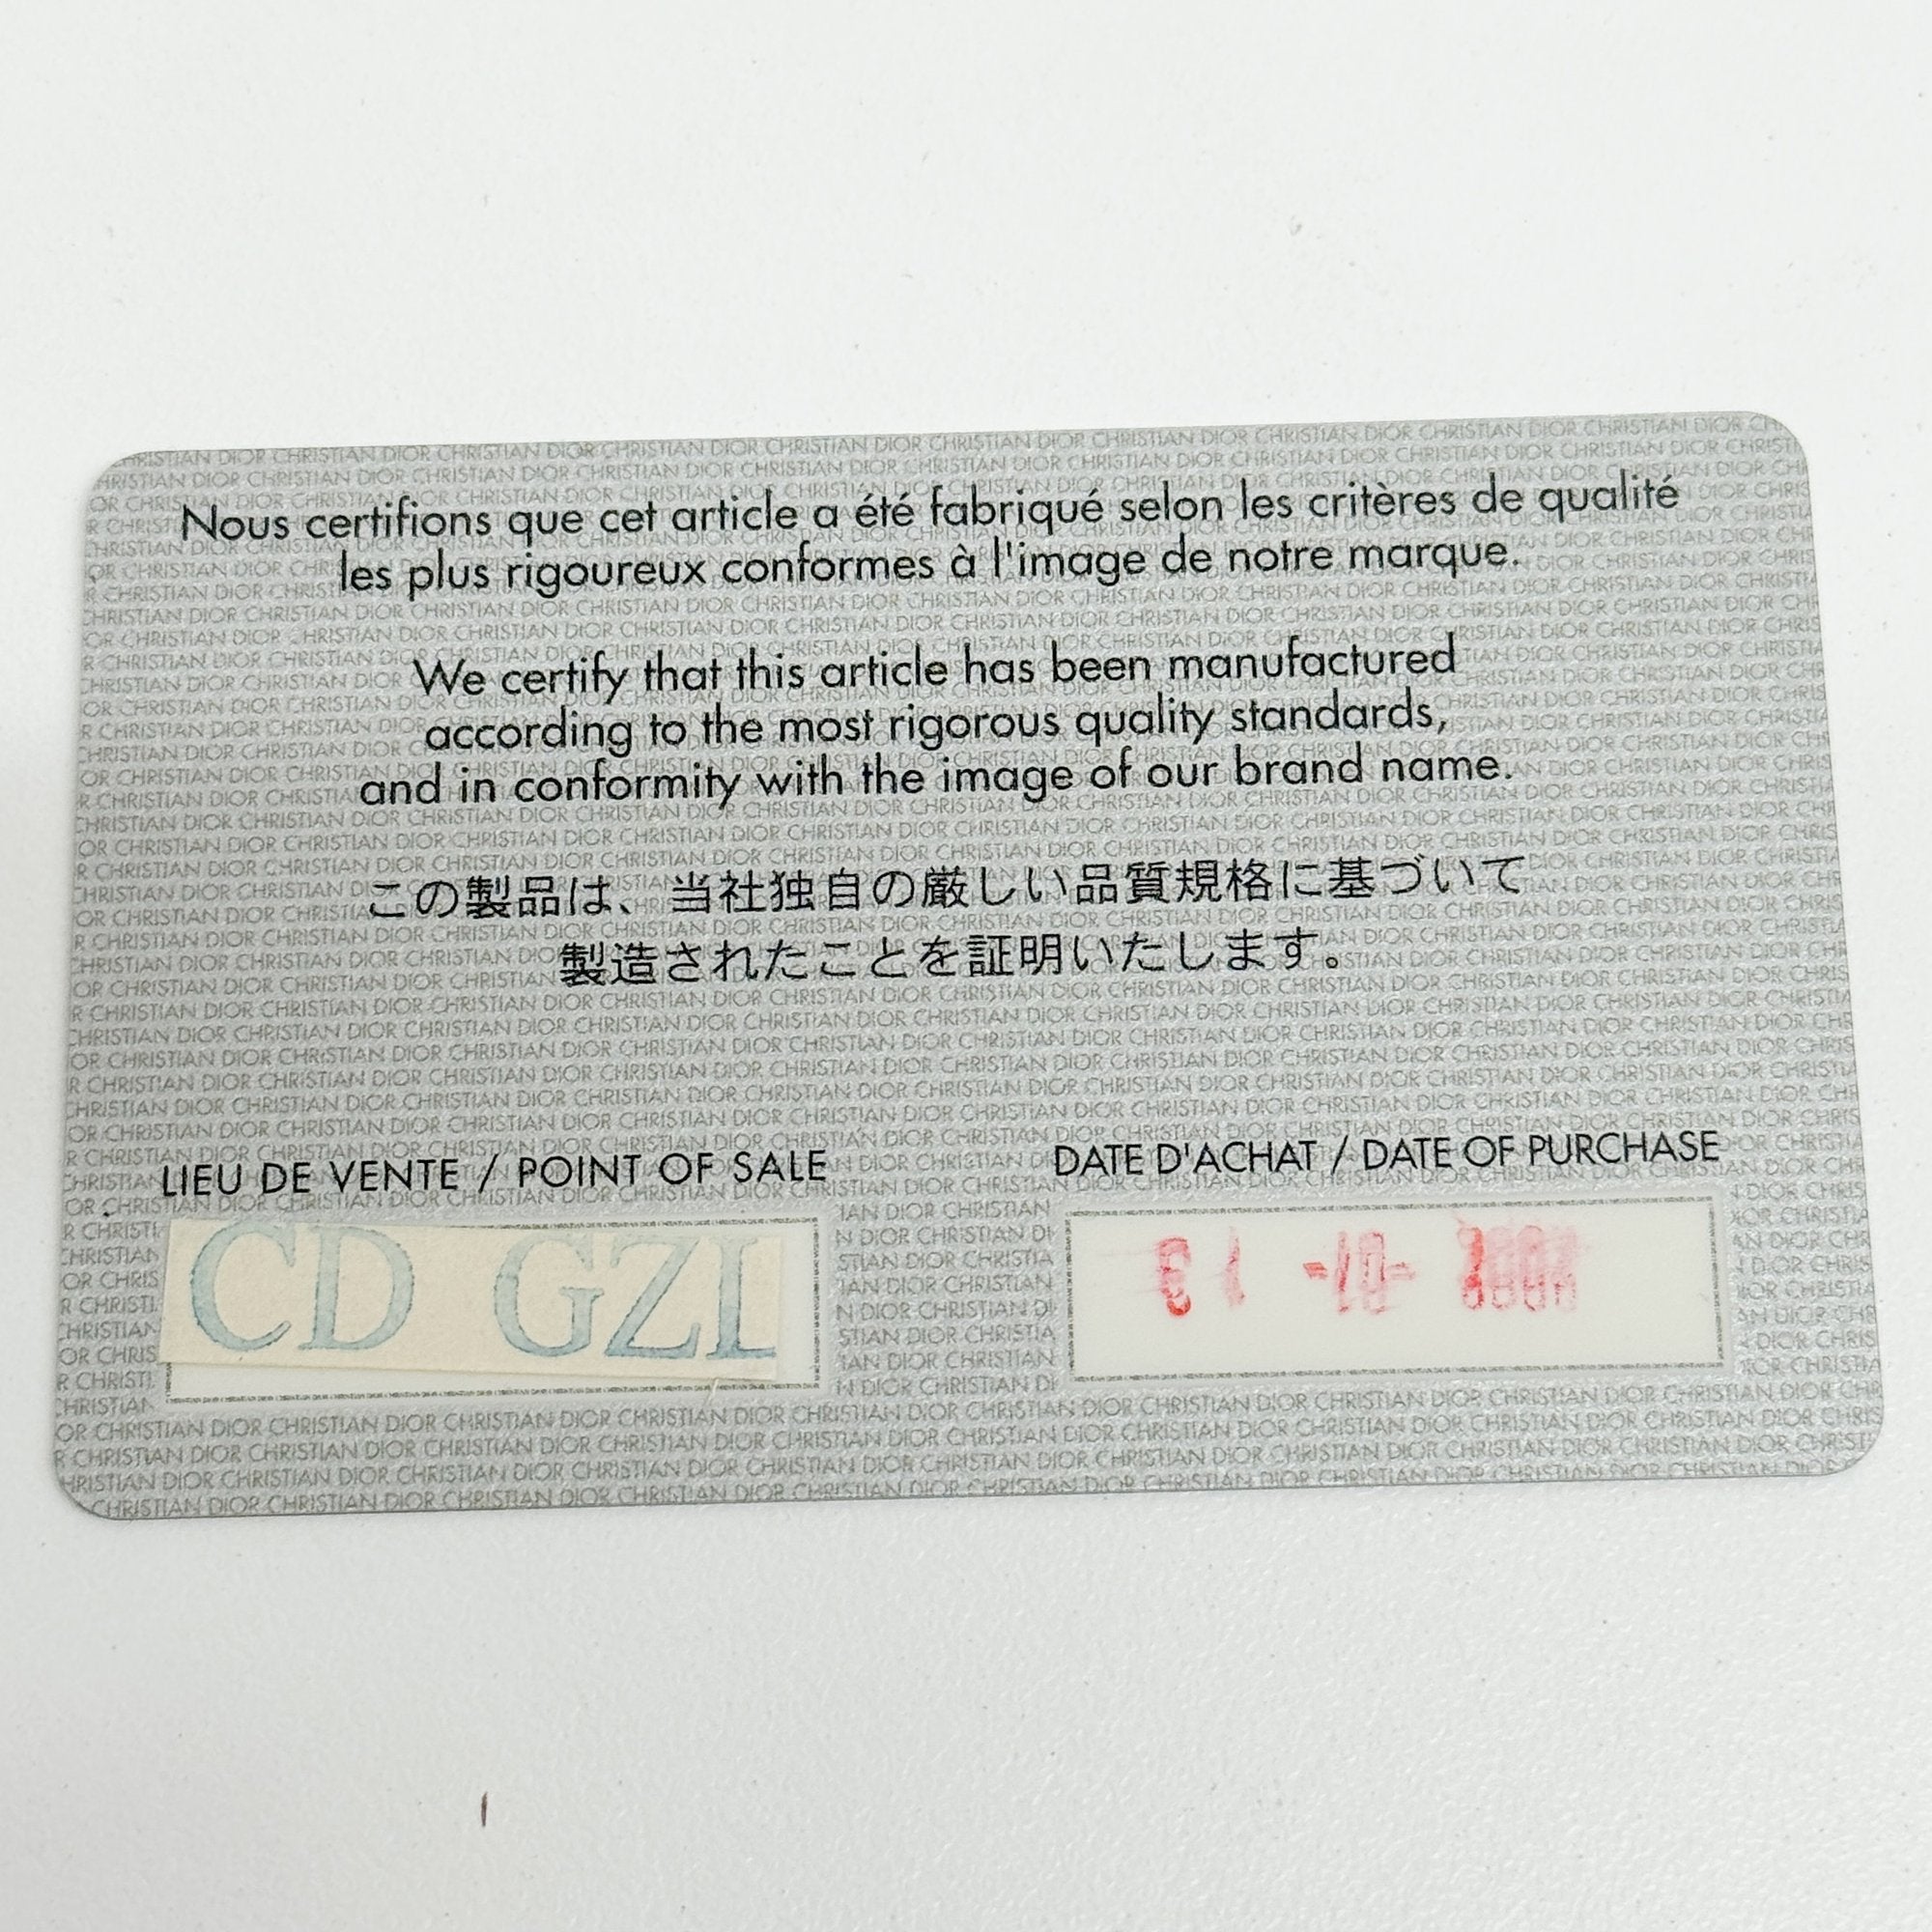 Nous certifions que cet article a été fabriqué selon les critères de qualité
les plus rigoureux conformes à l'image de notre marque.
We certify that this article has been manufactured
according to the most rigorous quality standards,
and in conformity with the image of our brand name.
この製品は、当社独自の厳しい品質規格に基づいて
製造されたことを証明いたします。
LIEU DE VENTE / POINT OF SALE
DATE D'ACHAT / DATE OF PURCHASE
CD GZL
CHRISTIAN DIOR